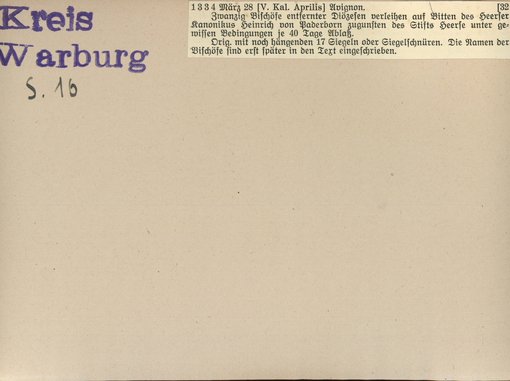 Kreis
Warburg
S. 16
1334 März 28 [V. Kal. Aprilis] Avignon. [32
Zwanzig Bischöfe entfernter Diözesen verleihen auf Bitten des Heerser
Kanonikus Heinrich von Paderborn zugunsten des Stifts Heerse unter ge-
wissen Bedingungen je 40 Tage Ablaß.
Orig. mit noch hängenden 17 Siegeln oder Siegelschnüren. Die Namen der
Bischöfe sind erst später in den Text eingeschrieben.